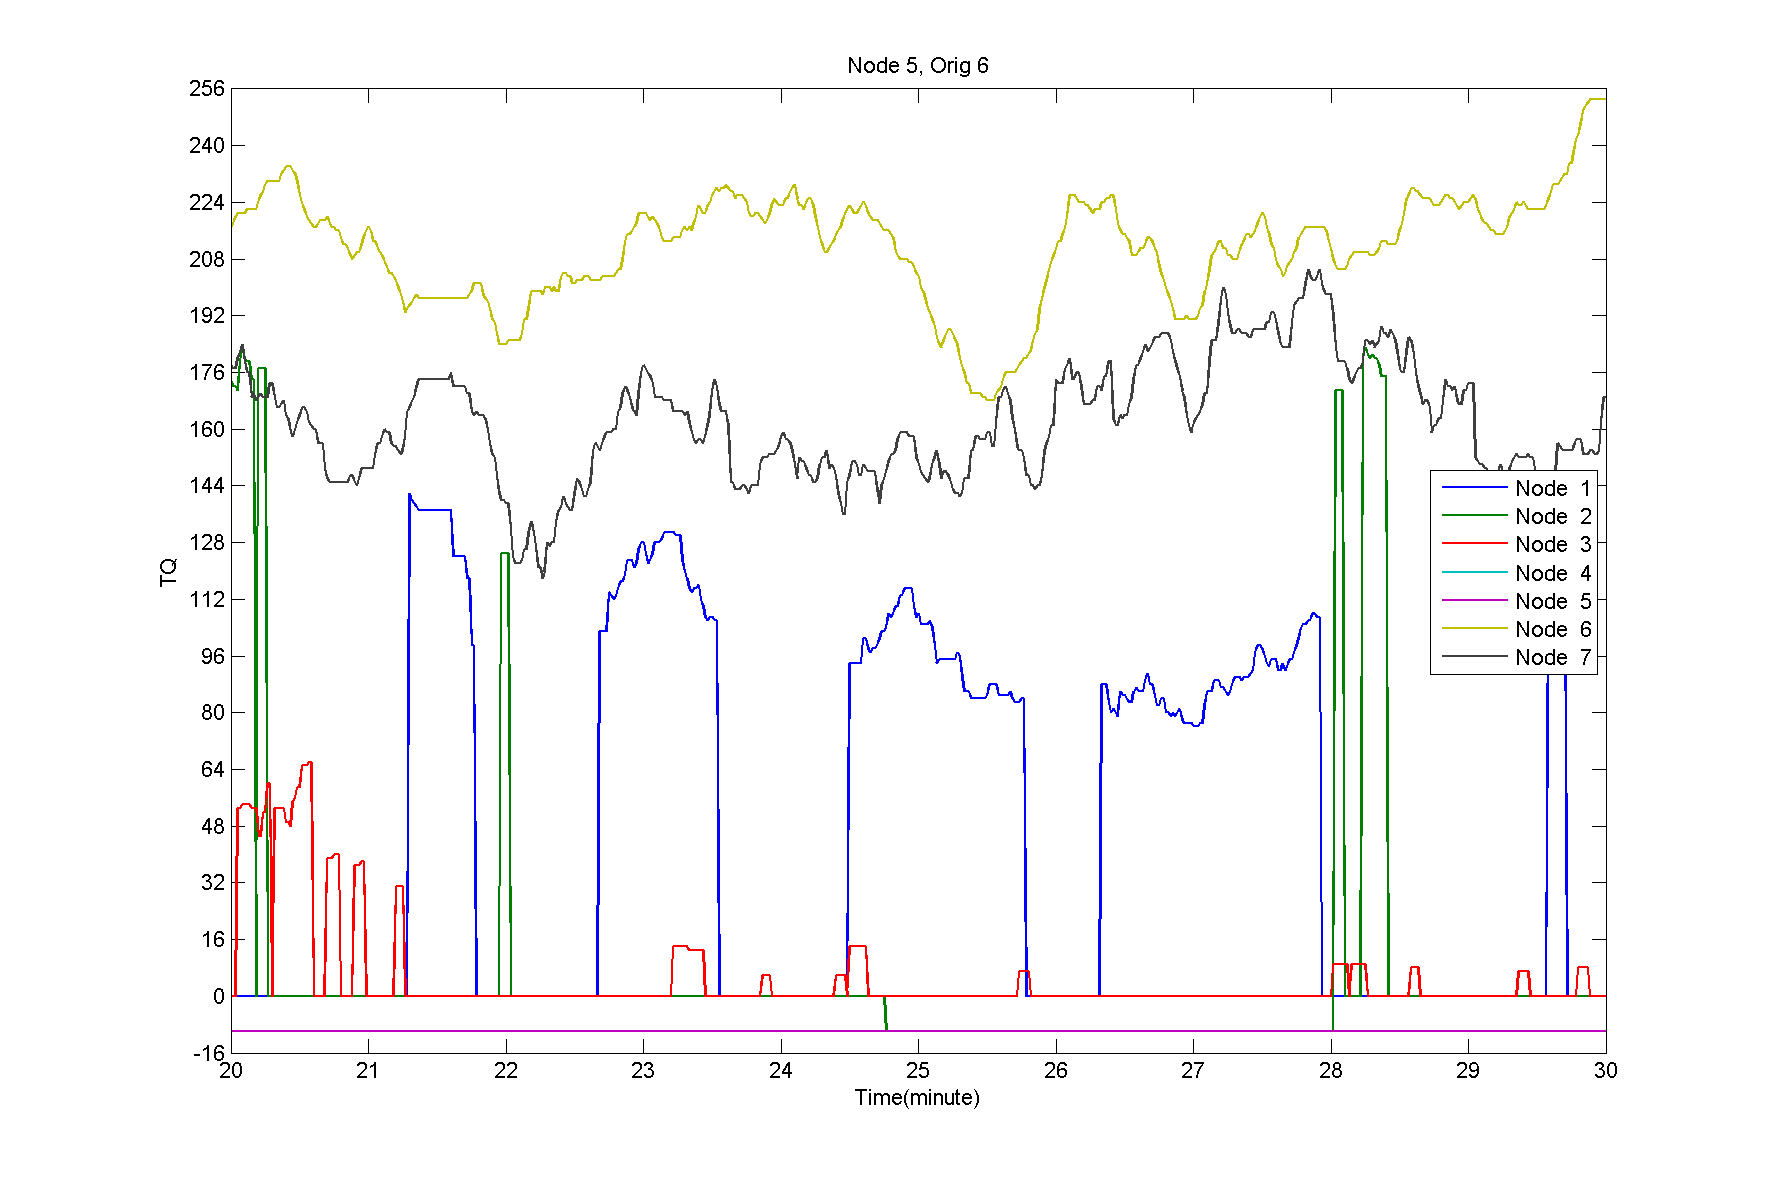 Node 5, Orig 6
256
240
224
208
192
176
160
144
128
112
96
80
64
48
32
16
0
-16
TQ
Node 1
Node 2
Node 3
Node 4
Node 5
Node 6
Node 7
20 21 22 23 24 25 26 27 28 29 30
Time(minute)